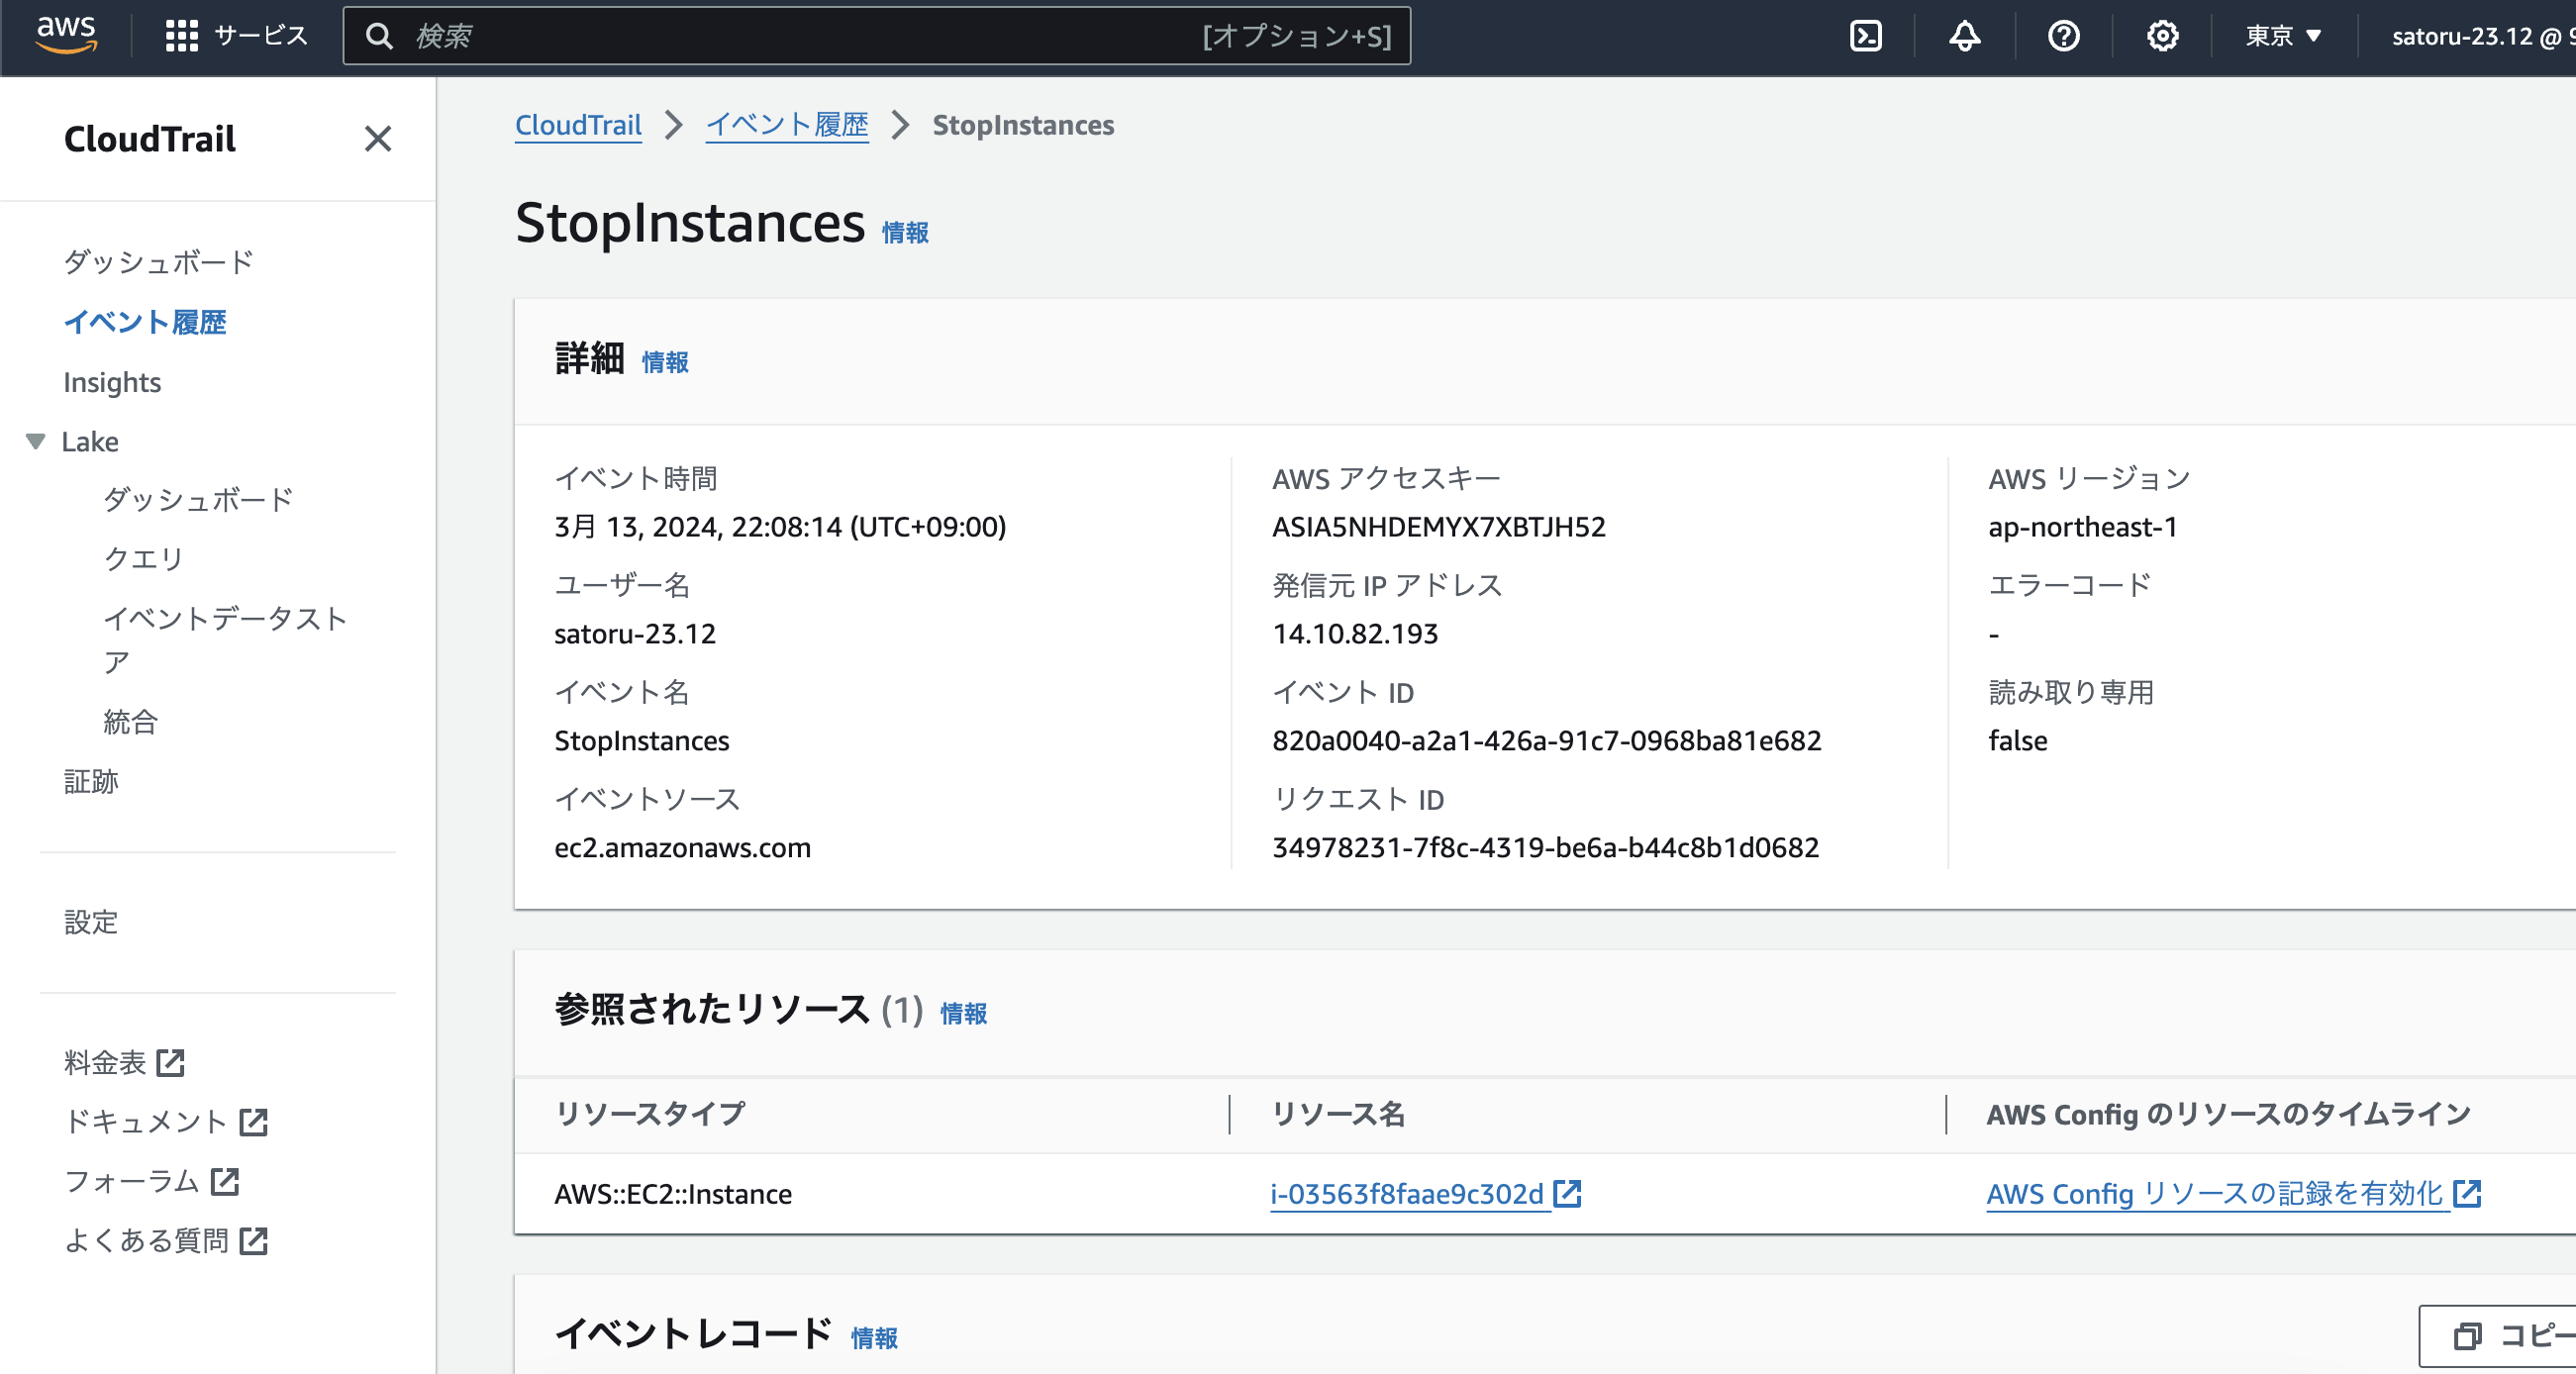 aws サービス 検索 [オプション+S] 東京 satoru-23.12 @ 9
CloudTrail
ダッシュボード
イベント履歴
Insights
Lake
ダッシュボード
クエリ
イベントデータスト
ア
統合
証跡
設定
料金表
ドキュメント
フォーラム
よくある質問
CloudTrail イベント履歴 StopInstances
StopInstances 情報
詳細 情報
イベント時間
3月 13, 2024, 22:08:14 (UTC+09:00)
ユーザー名
satoru-23.12
イベント名
StopInstances
イベントソース
ec2.amazonaws.com
AWS アクセスキー
ASIA5NHDEMYX7XBTJH52
発信元 IP アドレス
14.10.82.193
イベント ID
820a0040-a2a1-426a-91c7-0968ba81e682
リクエスト ID
34978231-7f8c-4319-be6a-b44c8b1d0682
AWS リージョン
ap-northeast-1
エラーコード
-
読み取り専用
false
参照されたリソース (1) 情報
リソースタイプ リソース名 AWS Config のリソースのタイムライン
AWS::EC2::Instance i-03563f8faae9c302d AWS Config リソースの記録を有効化
イベントレコード 情報
コピー